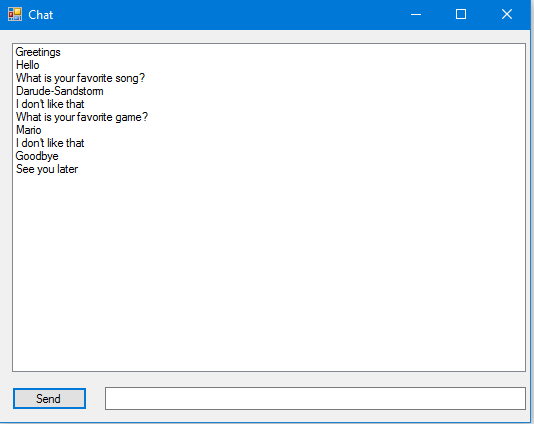 Chat
Greetings
Hello
What is your favorite song?
Darude-Sandstorm
I don't like that
What is your favorite game?
Mario
I don't like that
Goodbye
See you later
Send